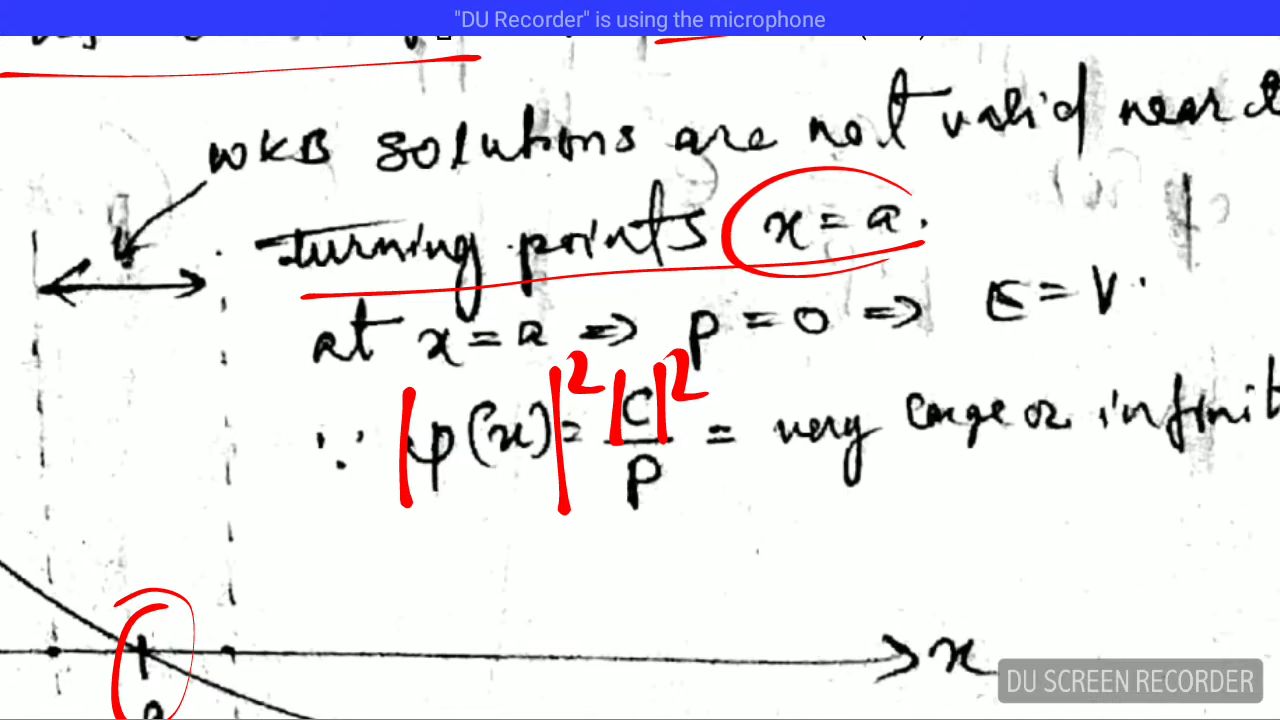 "DU Recorder" is using the microphone
WKB solutions are not valid near
turning points x = a.
at x = a ⇒ p = 0 ⇒ E = V.
∵ |ψ(x)|² = |C|²/P = very large or infinit
x
a
DU SCREEN RECORDER